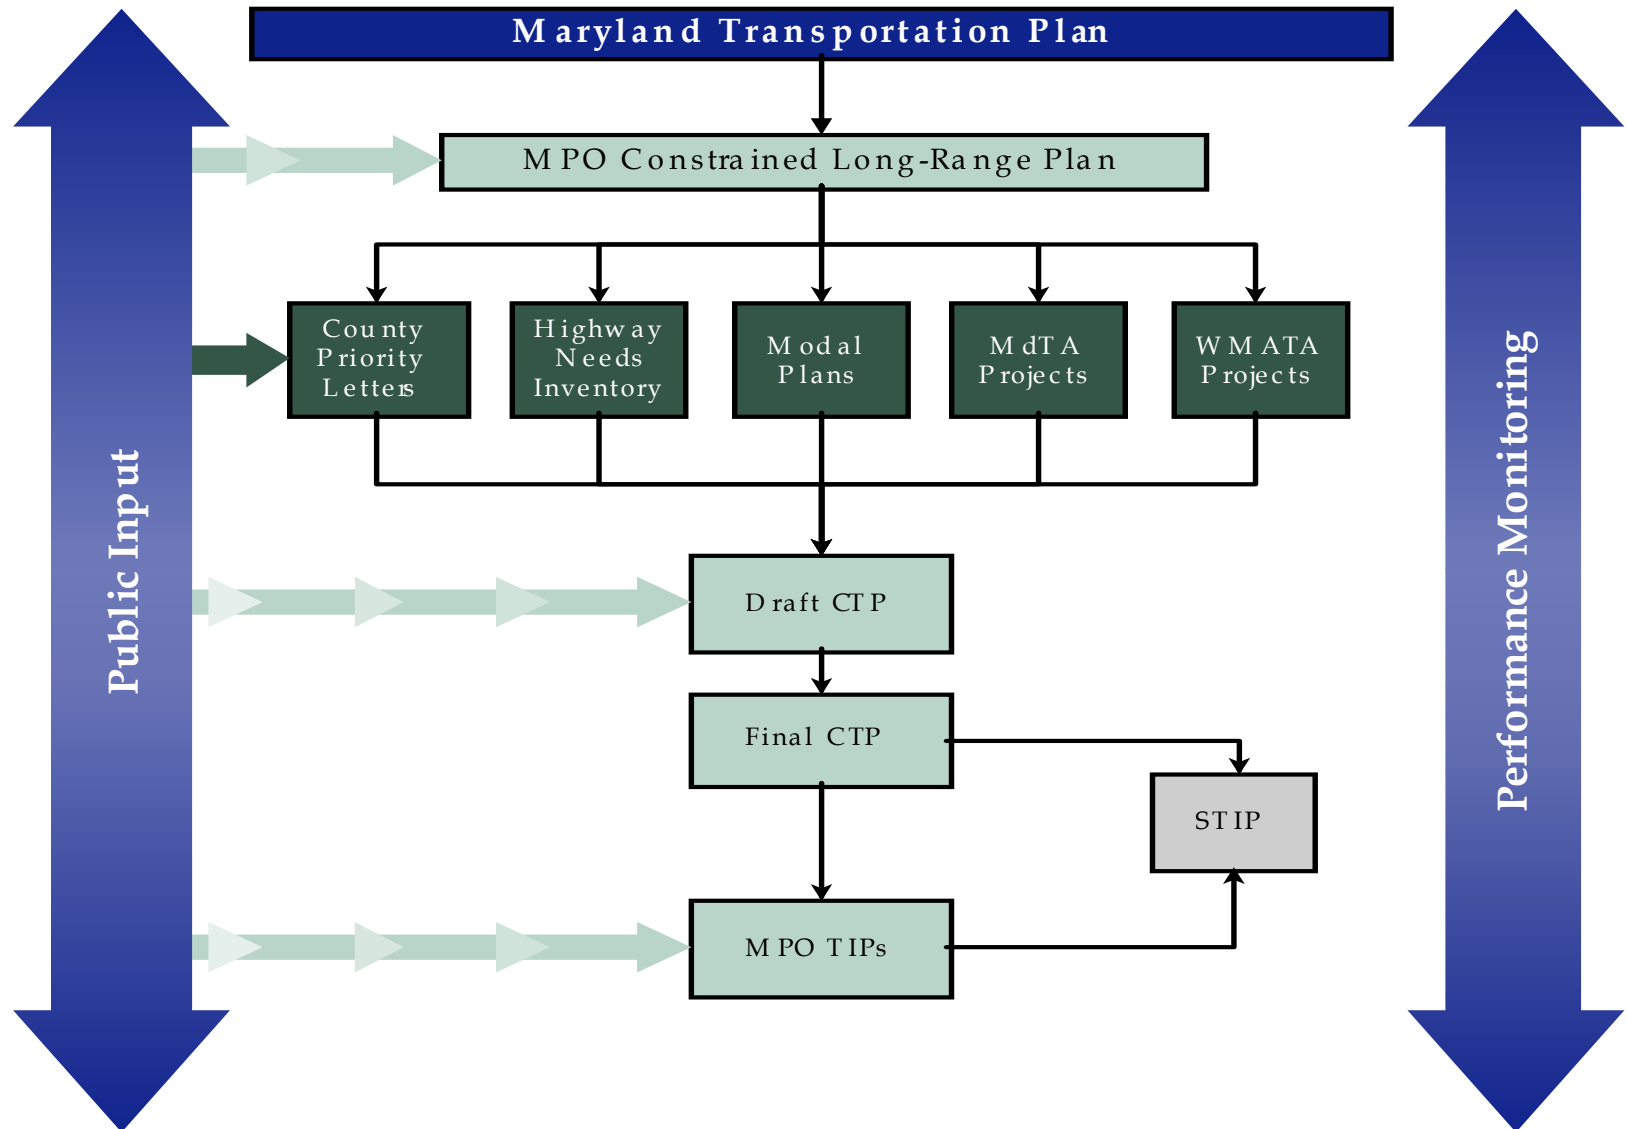 Maryland Transportation Plan
MPO Constrained Long-Range Plan
County
Priority
Letters
Highway
Needs
Inventory
Modal
Plans
MdTA
Projects
WMATA
Projects
Public Input
Performance Monitoring
Draft CTP
Final CTP
STIP
MPO TIPs